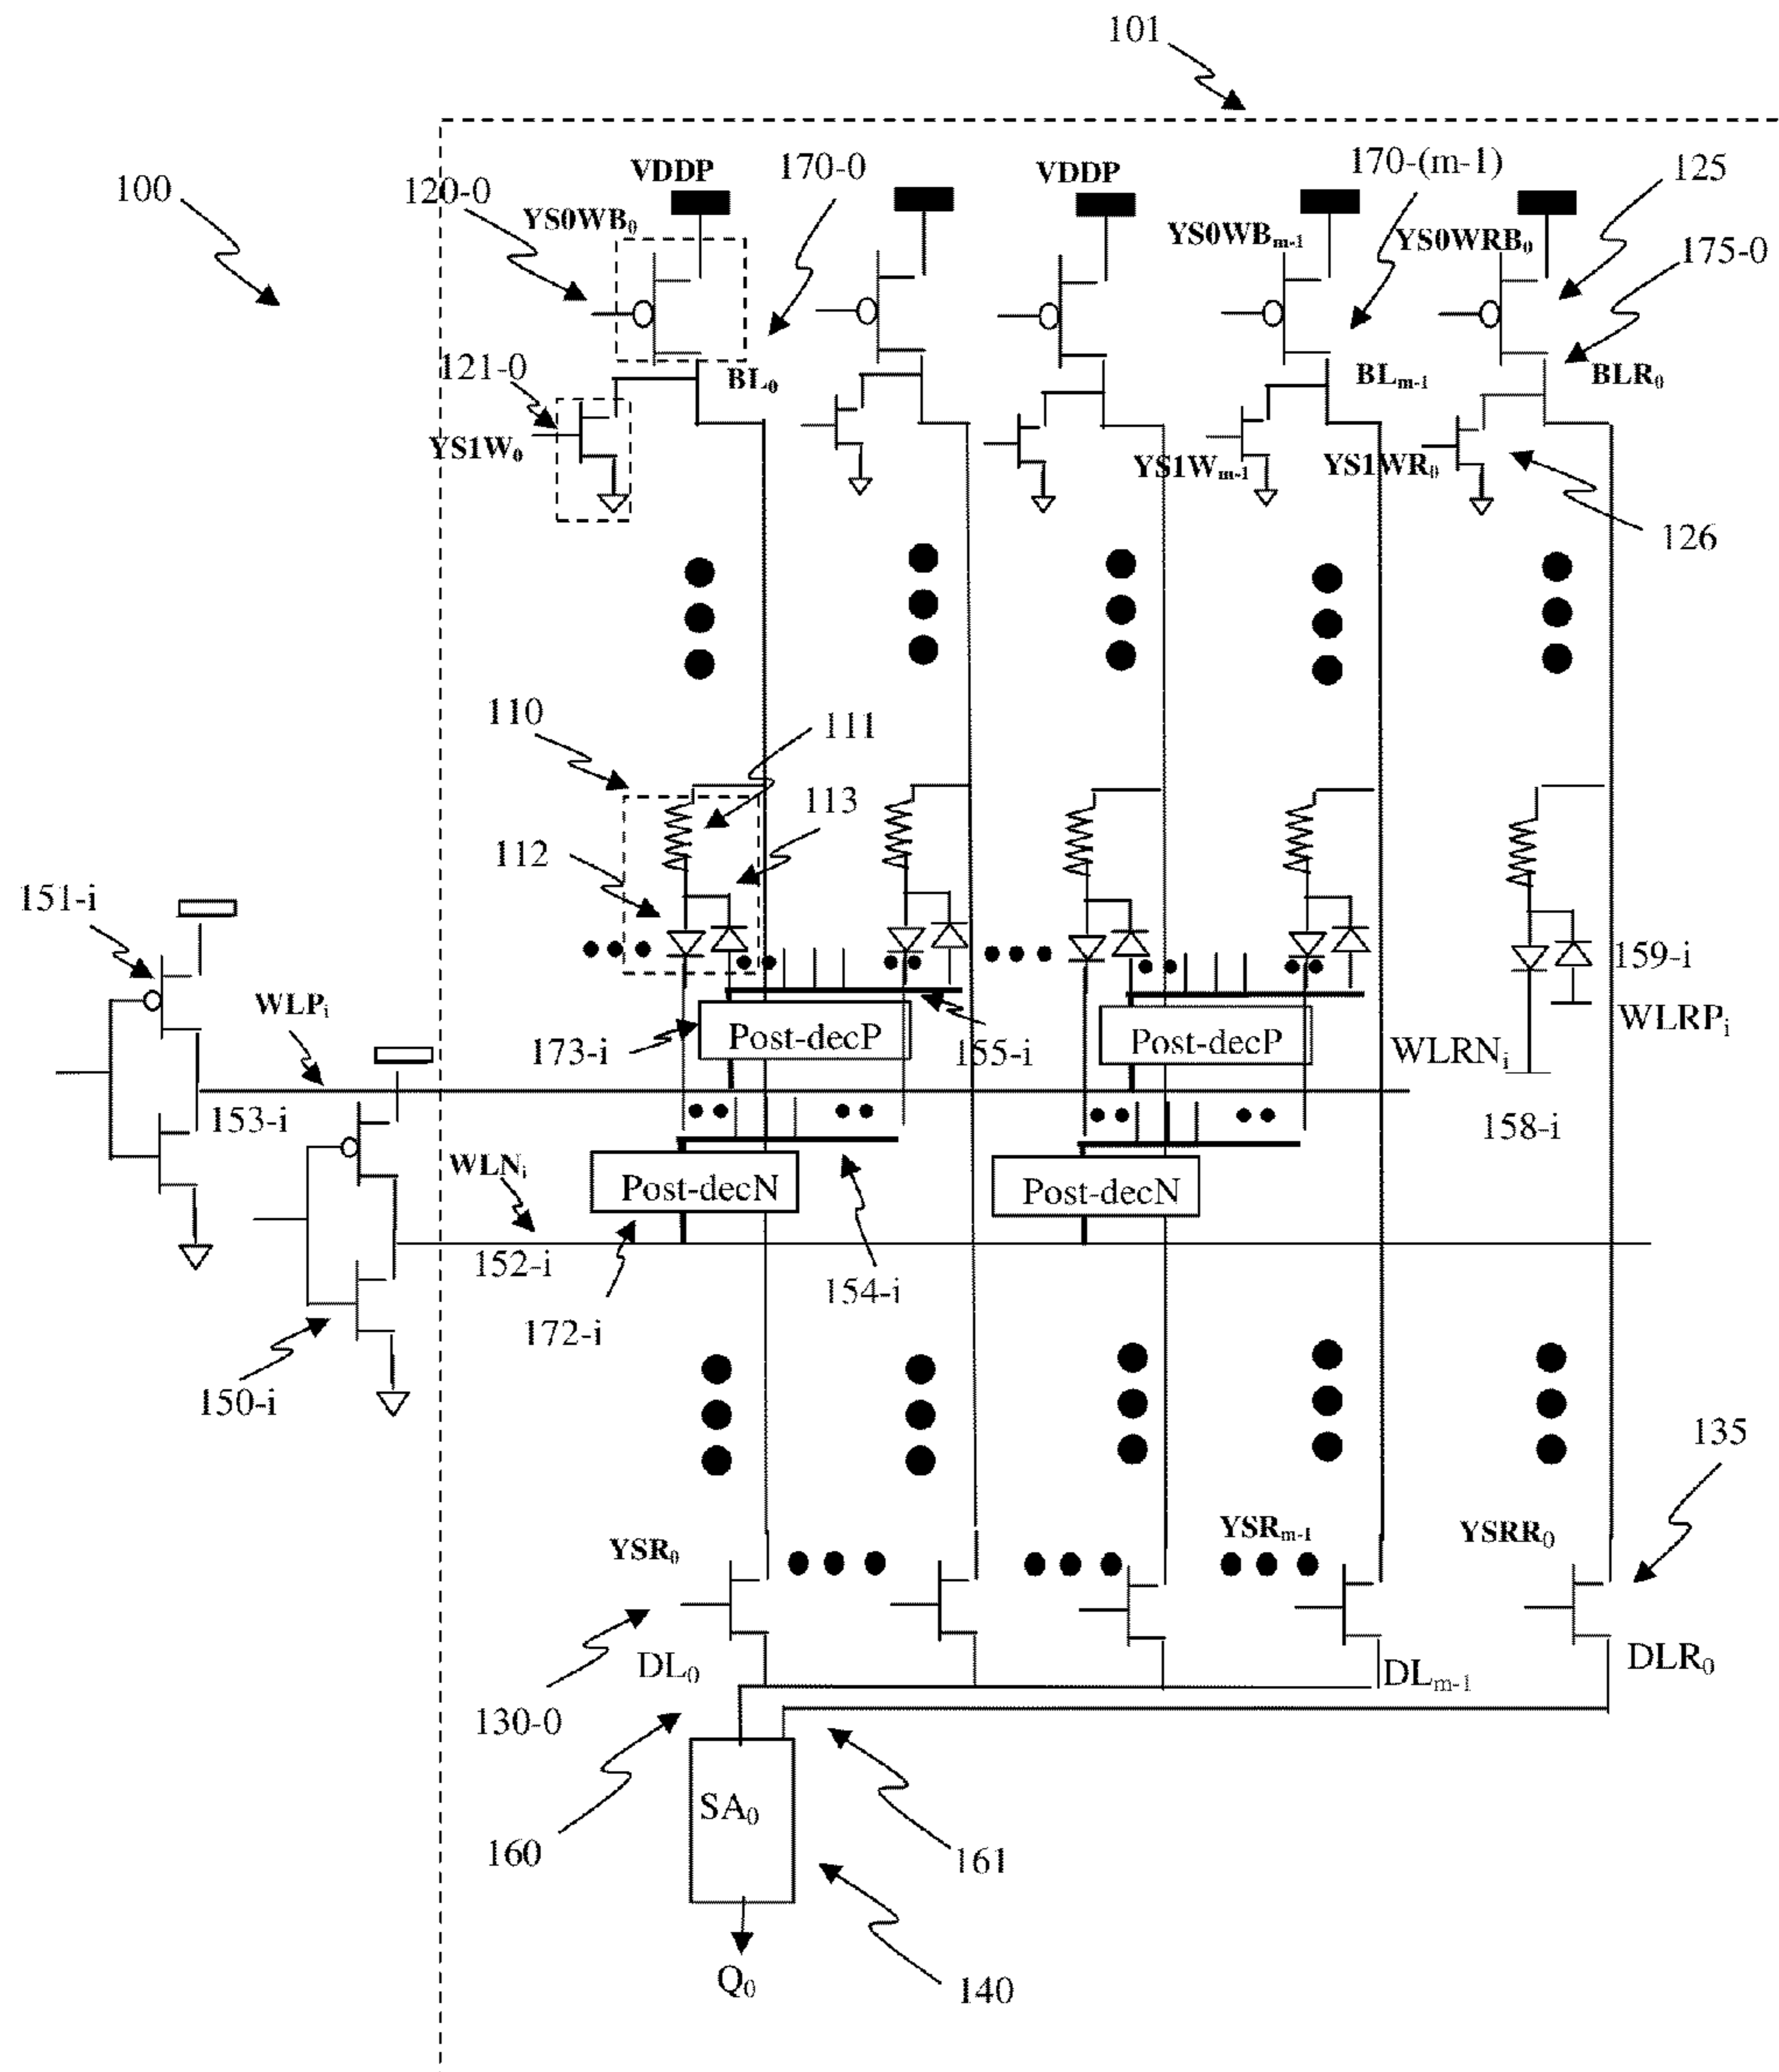 101
100
120-0
VDDP
170-0
VDDP
170-(m-1)
125
YS0WB₀
YS0WBₘ₋₁
YS0WRB₀
175-0
121-0
BL₀
BLₘ₋₁
BLR₀
YS1W₀
YS1Wₘ₋₁
YS1WR₀
126
110
111
113
112
151-i
159-i
WLPᵢ
WLRPᵢ
173-i
Post-decP
155-i
Post-decP
WLRNᵢ
153-i
158-i
WLNᵢ
Post-decN
Post-decN
152-i
154-i
172-i
150-i
135
YSR₀
YSRₘ₋₁
YSRR₀
DL₀
DLₘ₋₁
DLR₀
130-0
SA₀
160
161
Q₀
140